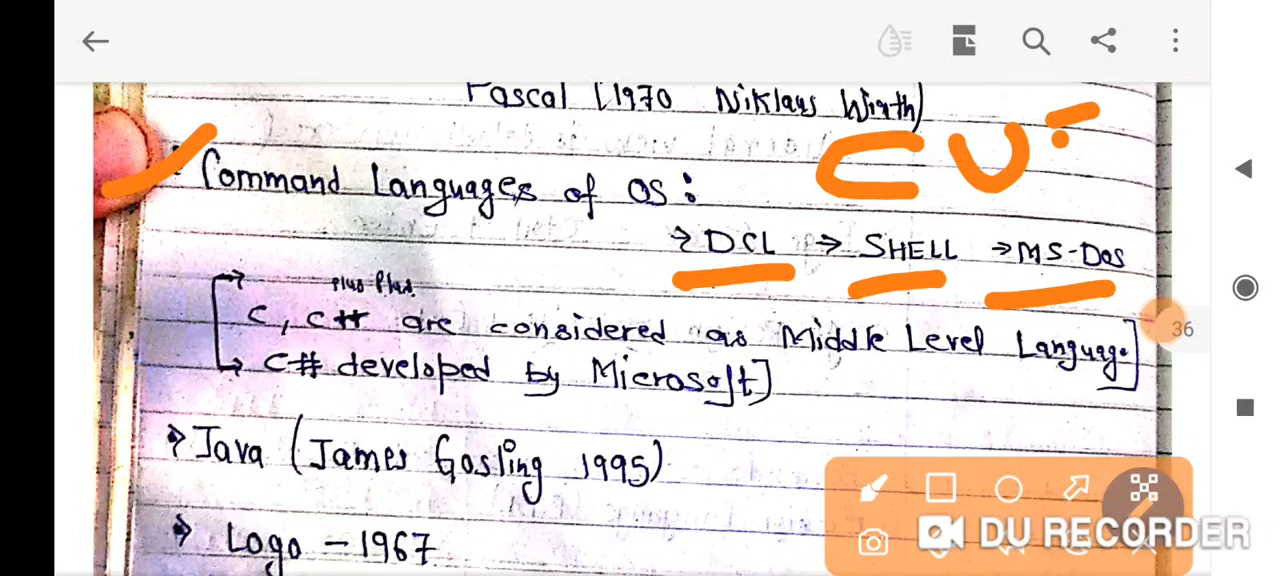 Pascal [1970 Niklaus Wirth)
Command Languages of OS:
→ DCL → SHELL → MS-DOS
plus plus
C, C++ are considered as Middle Level Language]
C# developed by Microsoft]
36
→ Java (James Gosling 1995)
→ Logo - 1967
DU RECORDER